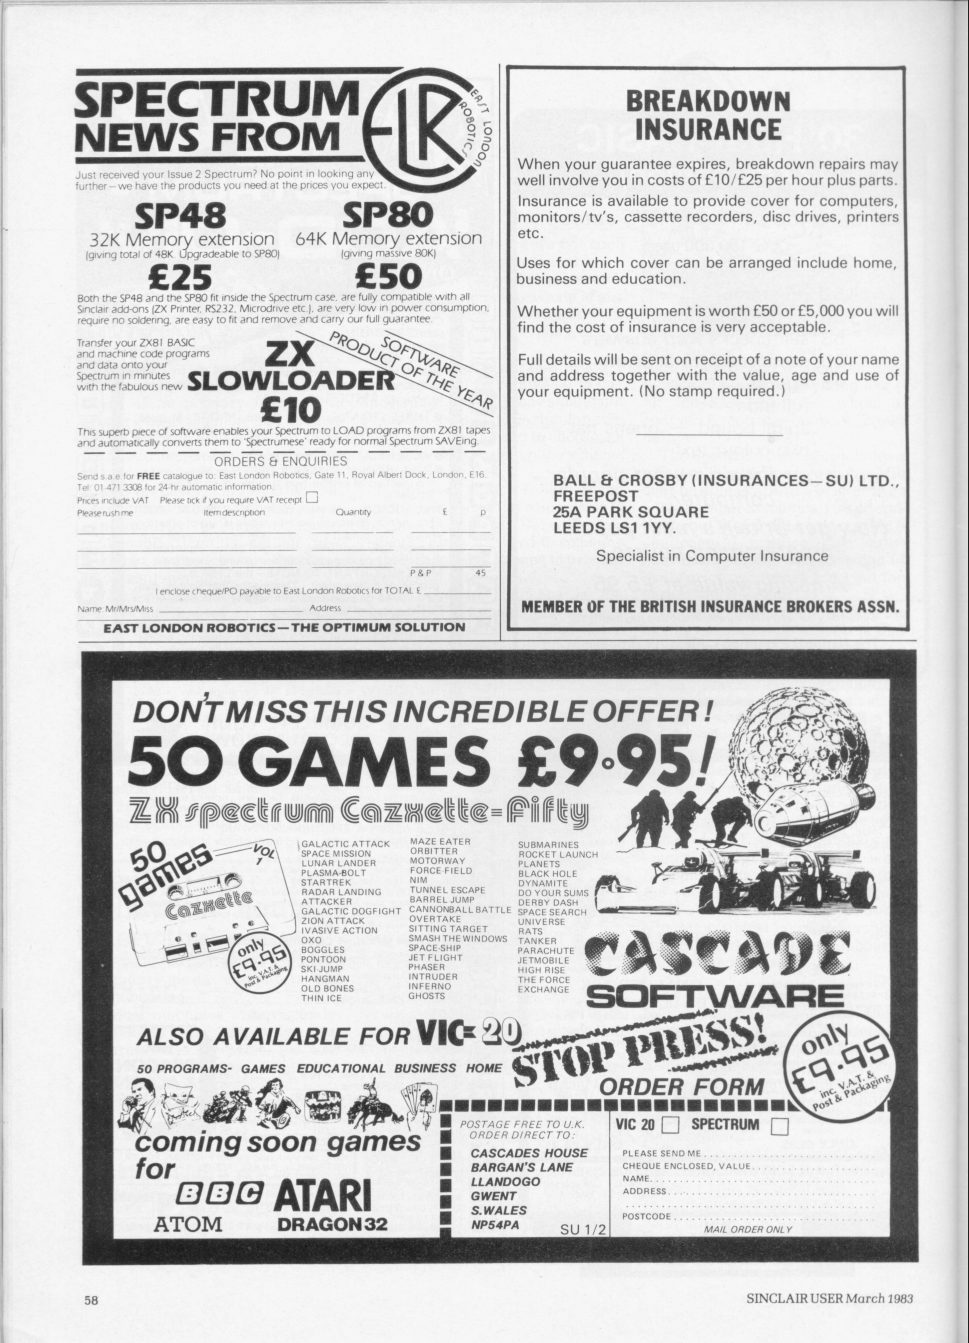 SPECTRUM
NEWS FROM
ELR
EAST LONDON ROBOTICS
Just received your Issue 2 Spectrum? No point in looking any
further—we have the products you need at the prices you expect.
SP48
32K Memory extension
(giving total of 48K. Upgradeable to SP80)
£25
SP80
64K Memory extension
(giving massive 80K)
£50
Both the SP48 and the SP80 fit inside the Spectrum case, are fully compatible with all
Sinclair add-ons (ZX Printer, RS232, Microdrive etc.), are very low in power consumption,
require no soldering, are easy to fit and remove and carry our full guarantee.
Transfer your ZX81 BASIC
and machine code programs
and data onto your
Spectrum in minutes
with the fabulous new
ZX
SLOWLOADER
£10
SOFTWARE
PRODUCT OF THE YEAR
This superb piece of software enables your Spectrum to LOAD programs from ZX81 tapes
and automatically converts them to 'Spectrumese' ready for normal Spectrum SAVEing.
ORDERS & ENQUIRIES
Send s.a.e. for FREE catalogue to: East London Robotics, Gate 11, Royal Albert Dock, London, E16.
Tel: 01-471 3308 for 24-hr automatic information.
Prices include VAT Please tick if you require VAT receipt
Please rush me Item description Quantity £ p
P & P 45
I enclose cheque/PO payable to East London Robotics for TOTAL £
Name Mr/Mrs/Miss Address
EAST LONDON ROBOTICS—THE OPTIMUM SOLUTION
BREAKDOWN
INSURANCE
When your guarantee expires, breakdown repairs may
well involve you in costs of £10/£25 per hour plus parts.
Insurance is available to provide cover for computers,
monitors/tv's, cassette recorders, disc drives, printers
etc.
Uses for which cover can be arranged include home,
business and education.
Whether your equipment is worth £50 or £5,000 you will
find the cost of insurance is very acceptable.
Full details will be sent on receipt of a note of your name
and address together with the value, age and use of
your equipment. (No stamp required.)
BALL & CROSBY (INSURANCES—SU) LTD.,
FREEPOST
25A PARK SQUARE
LEEDS LS1 1YY.
Specialist in Computer Insurance
MEMBER OF THE BRITISH INSURANCE BROKERS ASSN.
DON'T MISS THIS INCREDIBLE OFFER!
50 GAMES £9·95!
ZX spectrum Cazxette=Fifty
50
games
VOL
1
Cazxette
only
£9.95
inc. V.A.T. &
Post & Packaging
GALACTIC ATTACK
SPACE MISSION
LUNAR LANDER
PLASMA-BOLT
STARTREK
RADAR LANDING
ATTACKER
GALACTIC DOGFIGHT
ZION ATTACK
IVASIVE ACTION
OXO
BOGGLES
PONTOON
SKI-JUMP
HANGMAN
OLD BONES
THIN ICE
MAZE EATER
ORBITTER
MOTORWAY
FORCE-FIELD
NIM
TUNNEL ESCAPE
BARREL JUMP
CANNONBALL BATTLE
OVERTAKE
SITTING TARGET
SMASH THE WINDOWS
SPACE-SHIP
JET FLIGHT
PHASER
INTRUDER
INFERNO
GHOSTS
SUBMARINES
ROCKET LAUNCH
PLANETS
BLACK HOLE
DYNAMITE
DO YOUR SUMS
DERBY DASH
SPACE SEARCH
UNIVERSE
RATS
TANKER
PARACHUTE
JETMOBILE
HIGH RISE
THE FORCE
EXCHANGE
CASCADE
SOFTWARE
ALSO AVAILABLE FOR VIC=20
50 PROGRAMS- GAMES EDUCATIONAL BUSINESS HOME
STOP PRESS!
only
£9.95
inc. V.A.T. &
Post & Packaging
coming soon games
for
BBC ATARI
ATOM DRAGON 32
ORDER FORM
POSTAGE FREE TO U.K.
ORDER DIRECT TO:
CASCADES HOUSE
BARGAN'S LANE
LLANDOGO
GWENT
S.WALES
NP54PA
SU 1/2
VIC 20 SPECTRUM
PLEASE SEND ME
CHEQUE ENCLOSED, VALUE
NAME
ADDRESS
POSTCODE
MAIL ORDER ONLY
58
SINCLAIR USER March 1983